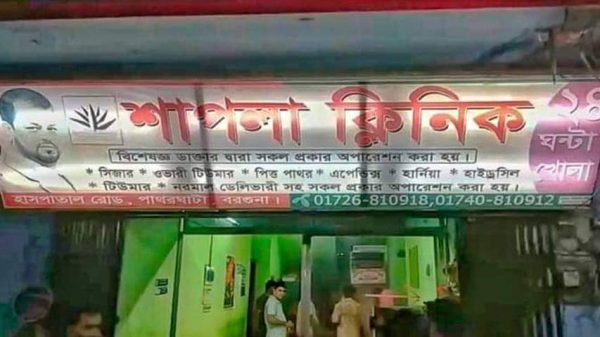 শাপলা ক্লিনিক
২৪
ঘন্টা
খোলা
বিশেষজ্ঞ ডাক্তার দ্বারা সকল প্রকার অপারেশন করা হয়।
* সিজার * ওভারী টিউমার * পিত্ত পাথর * এপেন্ডিক্স * হার্নিয়া * হাইড্রসিল
* টিউমার * নরমাল ডেলিভারী সহ সকল প্রকার অপারেশন করা হয়।
হাসপাতাল রোড, পাথরঘাটা, বরগুনা। 01726-810918,01740-810912